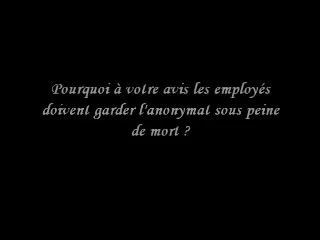 Pourquoi à votre avis les employés
doivent garder l'anonymat sous peine
de mort ?